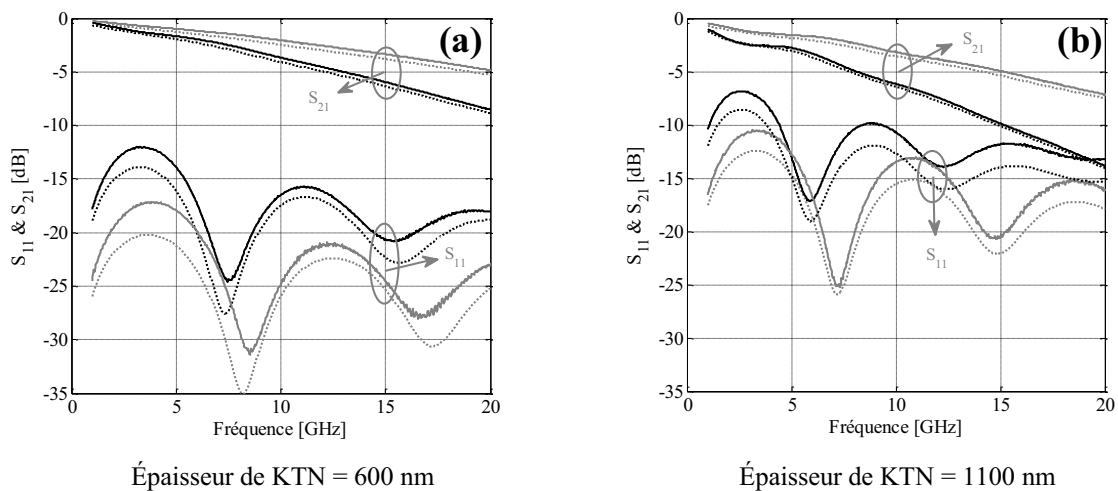 (a)
S21
S11
0
-5
-10
-15
-20
-25
-30
-35
0 5 10 15 20
S11 & S21 [dB]
Fréquence [GHz]
Épaisseur de KTN = 600 nm
(b)
S21
S11
0
-5
-10
-15
-20
-25
-30
-35
0 5 10 15 20
S11 & S21 [dB]
Fréquence [GHz]
Épaisseur de KTN = 1100 nm